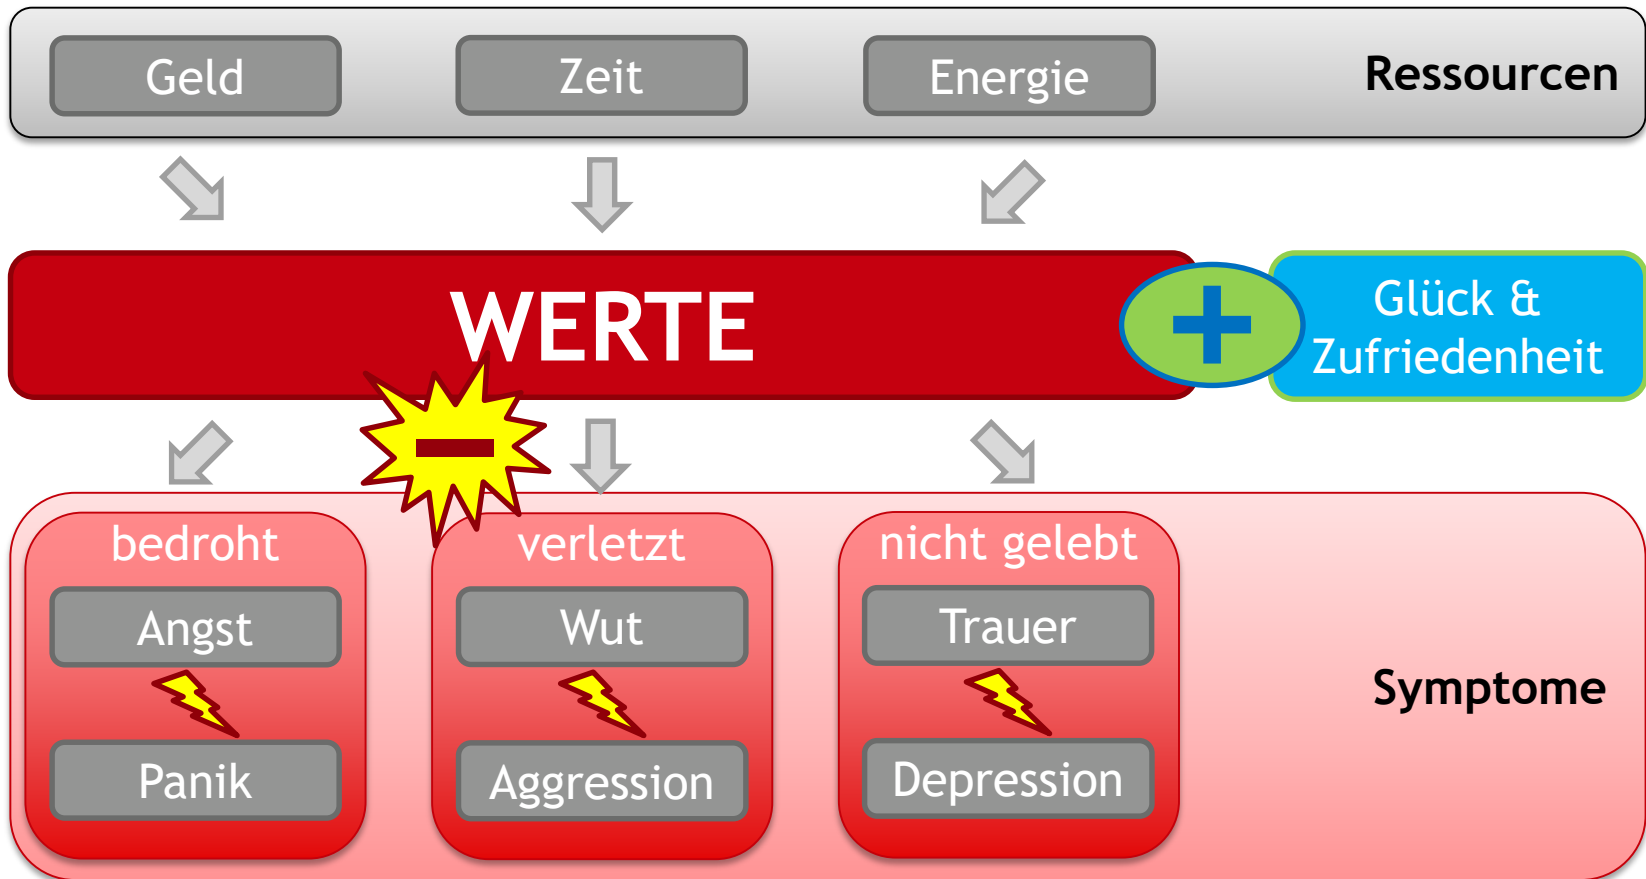 Geld
Zeit
Energie
Ressourcen
WERTE
Glück &
Zufriedenheit
bedroht
verletzt
nicht gelebt
Angst
Wut
Trauer
Symptome
Panik
Aggression
Depression